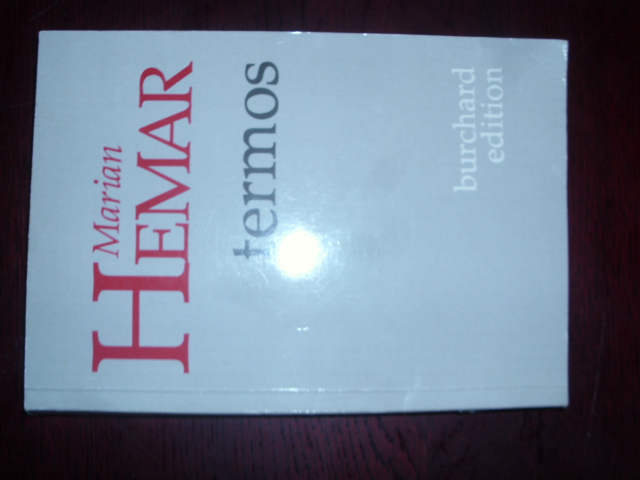 Marian
HEMAR
termos
burchard
edition